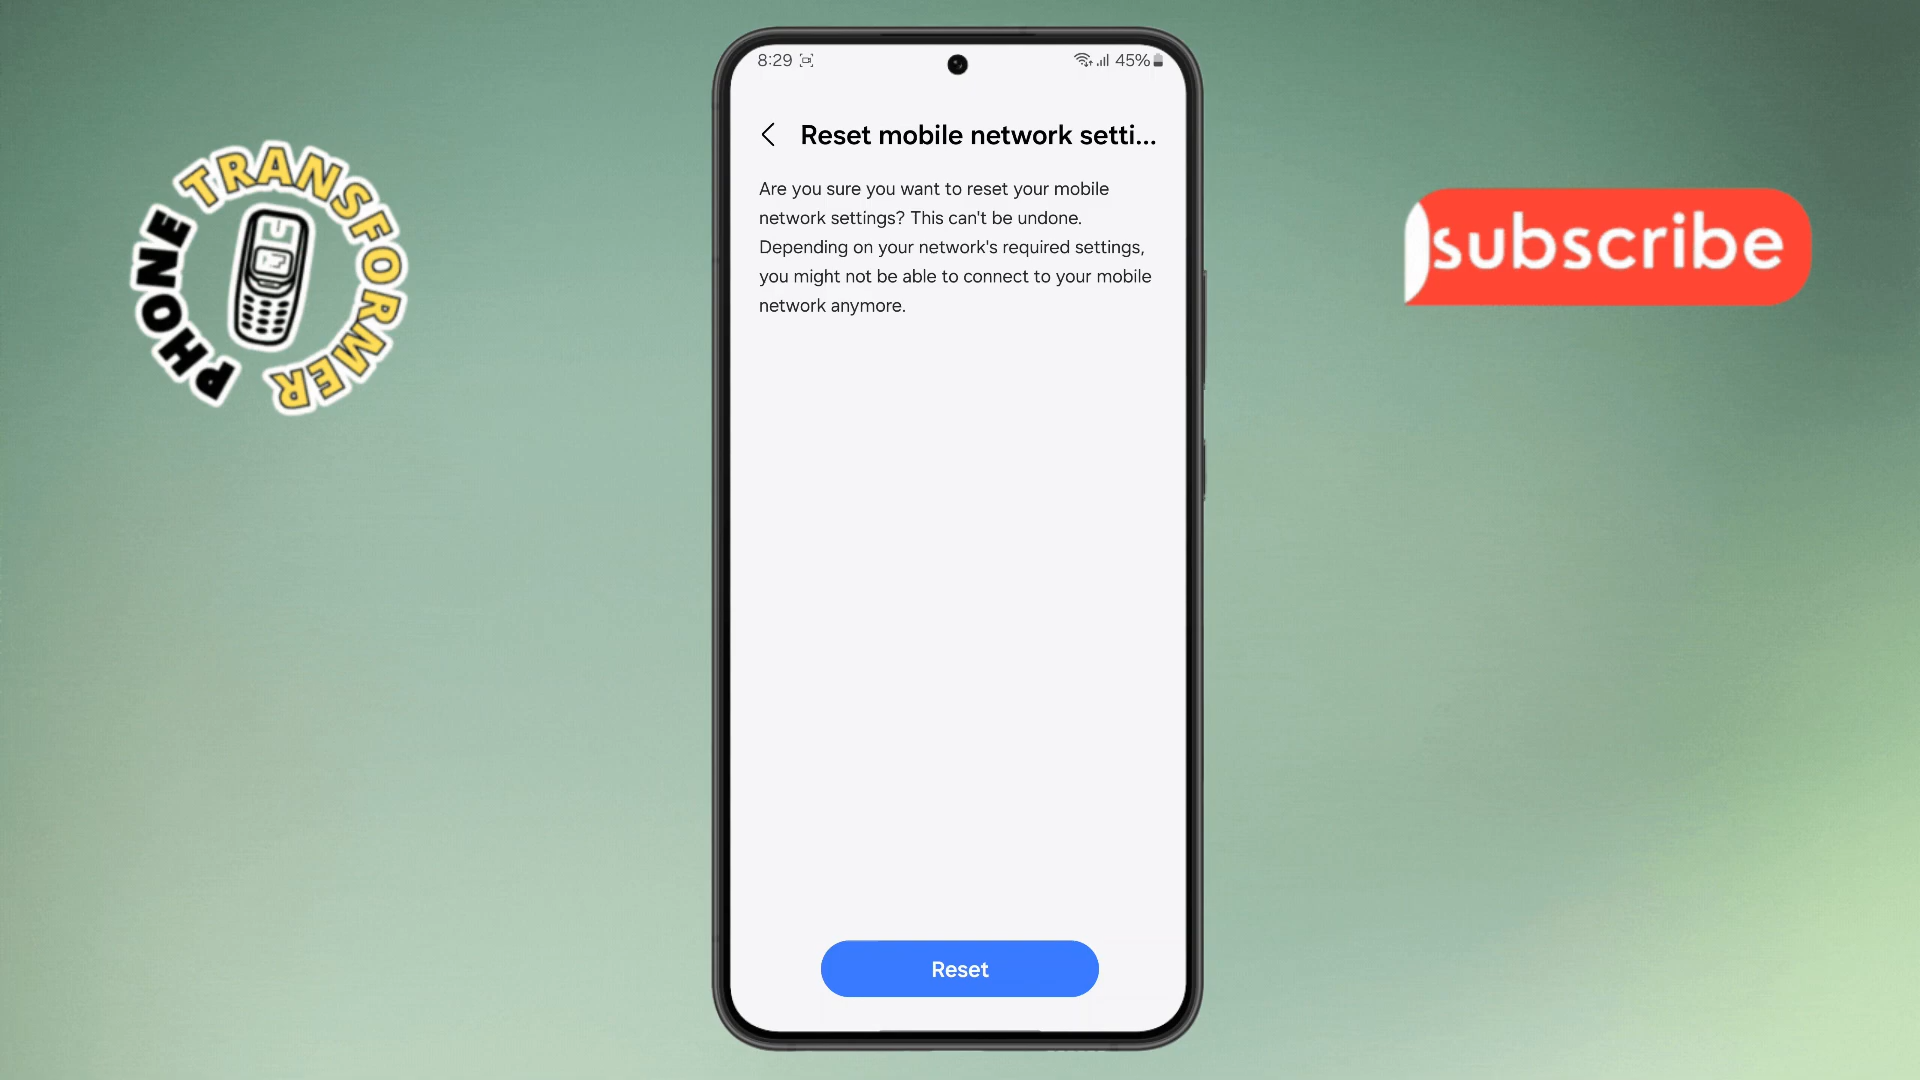 8:29
45%
Reset mobile network setti...
Are you sure you want to reset your mobile
network settings? This can't be undone.
Depending on your network's required settings,
you might not be able to connect to your mobile
network anymore.
Reset
PHONE TRANSFORMER
subscribe